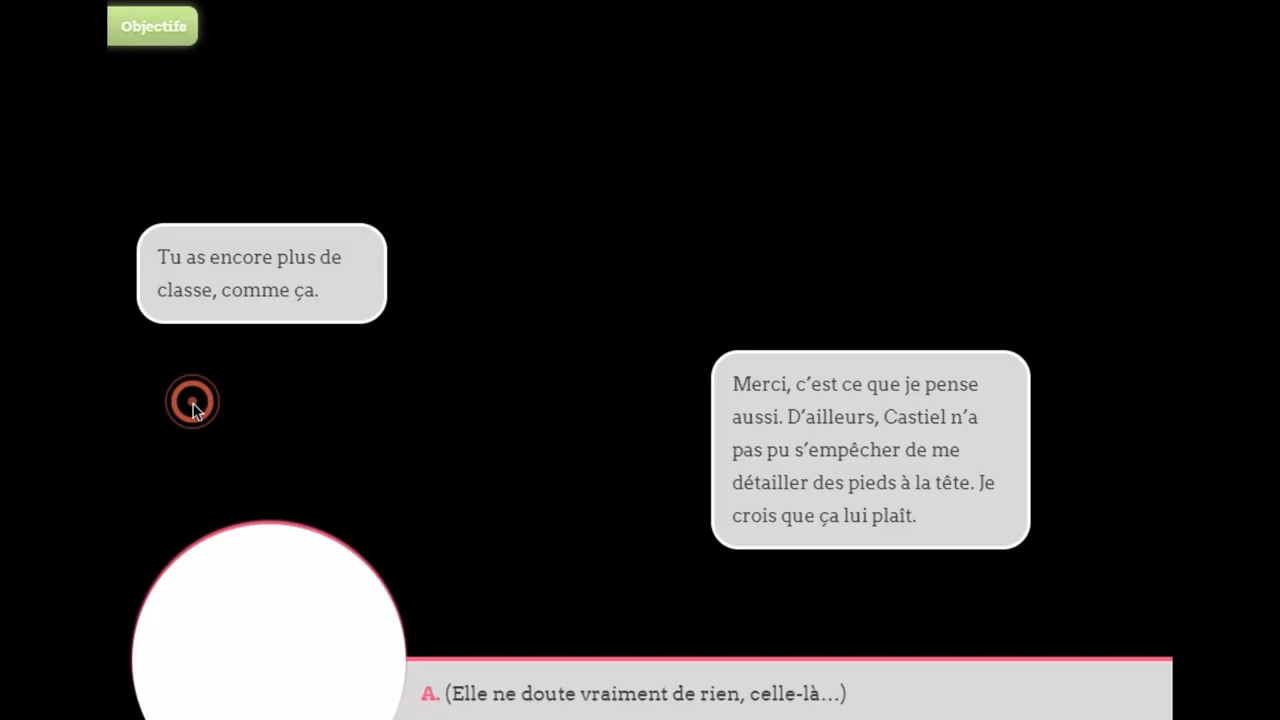 Objectifs
Tu as encore plus de
classe, comme ça.
Merci, c’est ce que je pense
aussi. D’ailleurs, Castiel n’a
pas pu s’empêcher de me
détailler des pieds à la tête. Je
crois que ça lui plaît.
A. (Elle ne doute vraiment de rien, celle-là...)